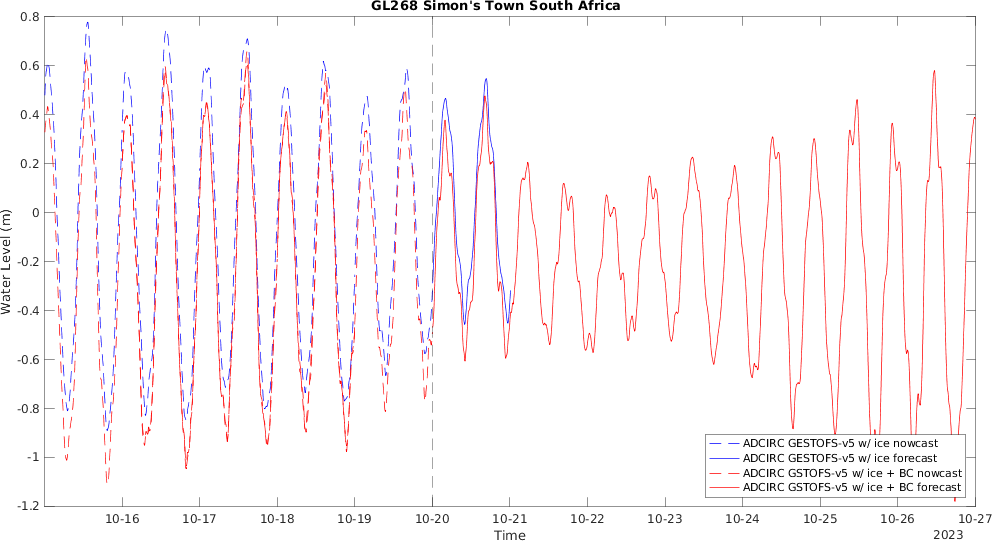 GL268 Simon's Town South Africa
Water Level (m)
0.8
0.6
0.4
0.2
0
-0.2
-0.4
-0.6
-0.8
-1
-1.2
ADCIRC GESTOFS-v5 w/ ice nowcast
ADCIRC GESTOFS-v5 w/ ice forecast
ADCIRC GSTOFS-v5 w/ ice + BC nowcast
ADCIRC GSTOFS-v5 w/ ice + BC forecast
10-16 10-17 10-18 10-19 10-20 10-21 10-22 10-23 10-24 10-25 10-26 10-27
Time
2023